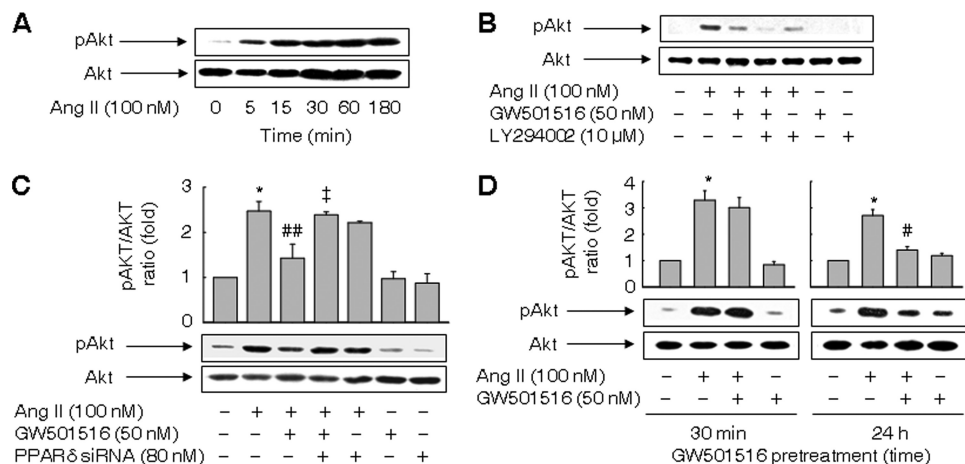 A
pAkt
Akt
Ang II (100 nM) 0 5 15 30 60 180
Time (min)
B
pAkt
Akt
Ang II (100 nM) – + + + + – –
GW501516 (50 nM) – – + + – + –
LY294002 (10 µM) – – – + + – +
C
pAKT/AKT
ratio (fold)
3
2
1
0
* ## ‡
pAkt
Akt
Ang II (100 nM) – + + + + – –
GW501516 (50 nM) – – + + – + –
PPARδ siRNA (80 nM) – – – + + – +
D
pAKT/AKT
ratio (fold)
4
3
2
1
0
* * #
pAkt
Akt
Ang II (100 nM) – + + – – + + –
GW501516 (50 nM) – – + + – – + +
30 min 24 h
GW501516 pretreatment (time)